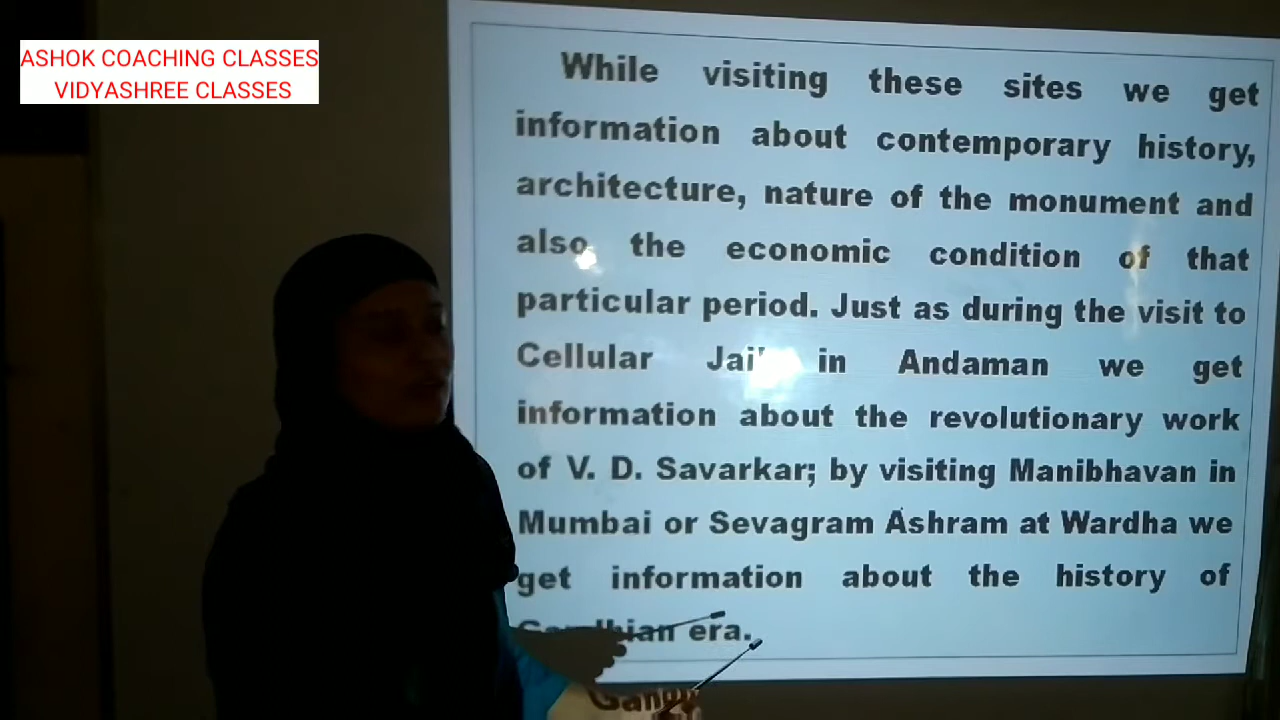 ASHOK COACHING CLASSES
VIDYASHREE CLASSES
While visiting these sites we get
information about contemporary history,
architecture, nature of the monument and
also the economic condition of that
particular period. Just as during the visit to
Cellular Jail in Andaman we get
information about the revolutionary work
of V. D. Savarkar; by visiting Manibhavan in
Mumbai or Sevagram Ashram at Wardha we
get information about the history of
Gandhian era.